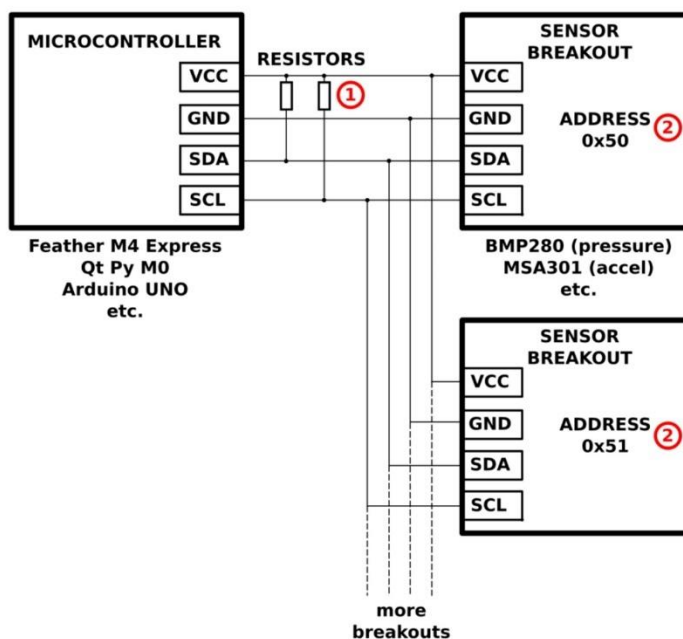 MICROCONTROLLER
VCC
GND
SDA
SCL
Feather M4 Express
Qt Py M0
Arduino UNO
etc.
RESISTORS
1
SENSOR
BREAKOUT
VCC
GND
SDA
SCL
ADDRESS
0x50
2
BMP280 (pressure)
MSA301 (accel)
etc.
SENSOR
BREAKOUT
VCC
GND
SDA
SCL
ADDRESS
0x51
2
more
breakouts